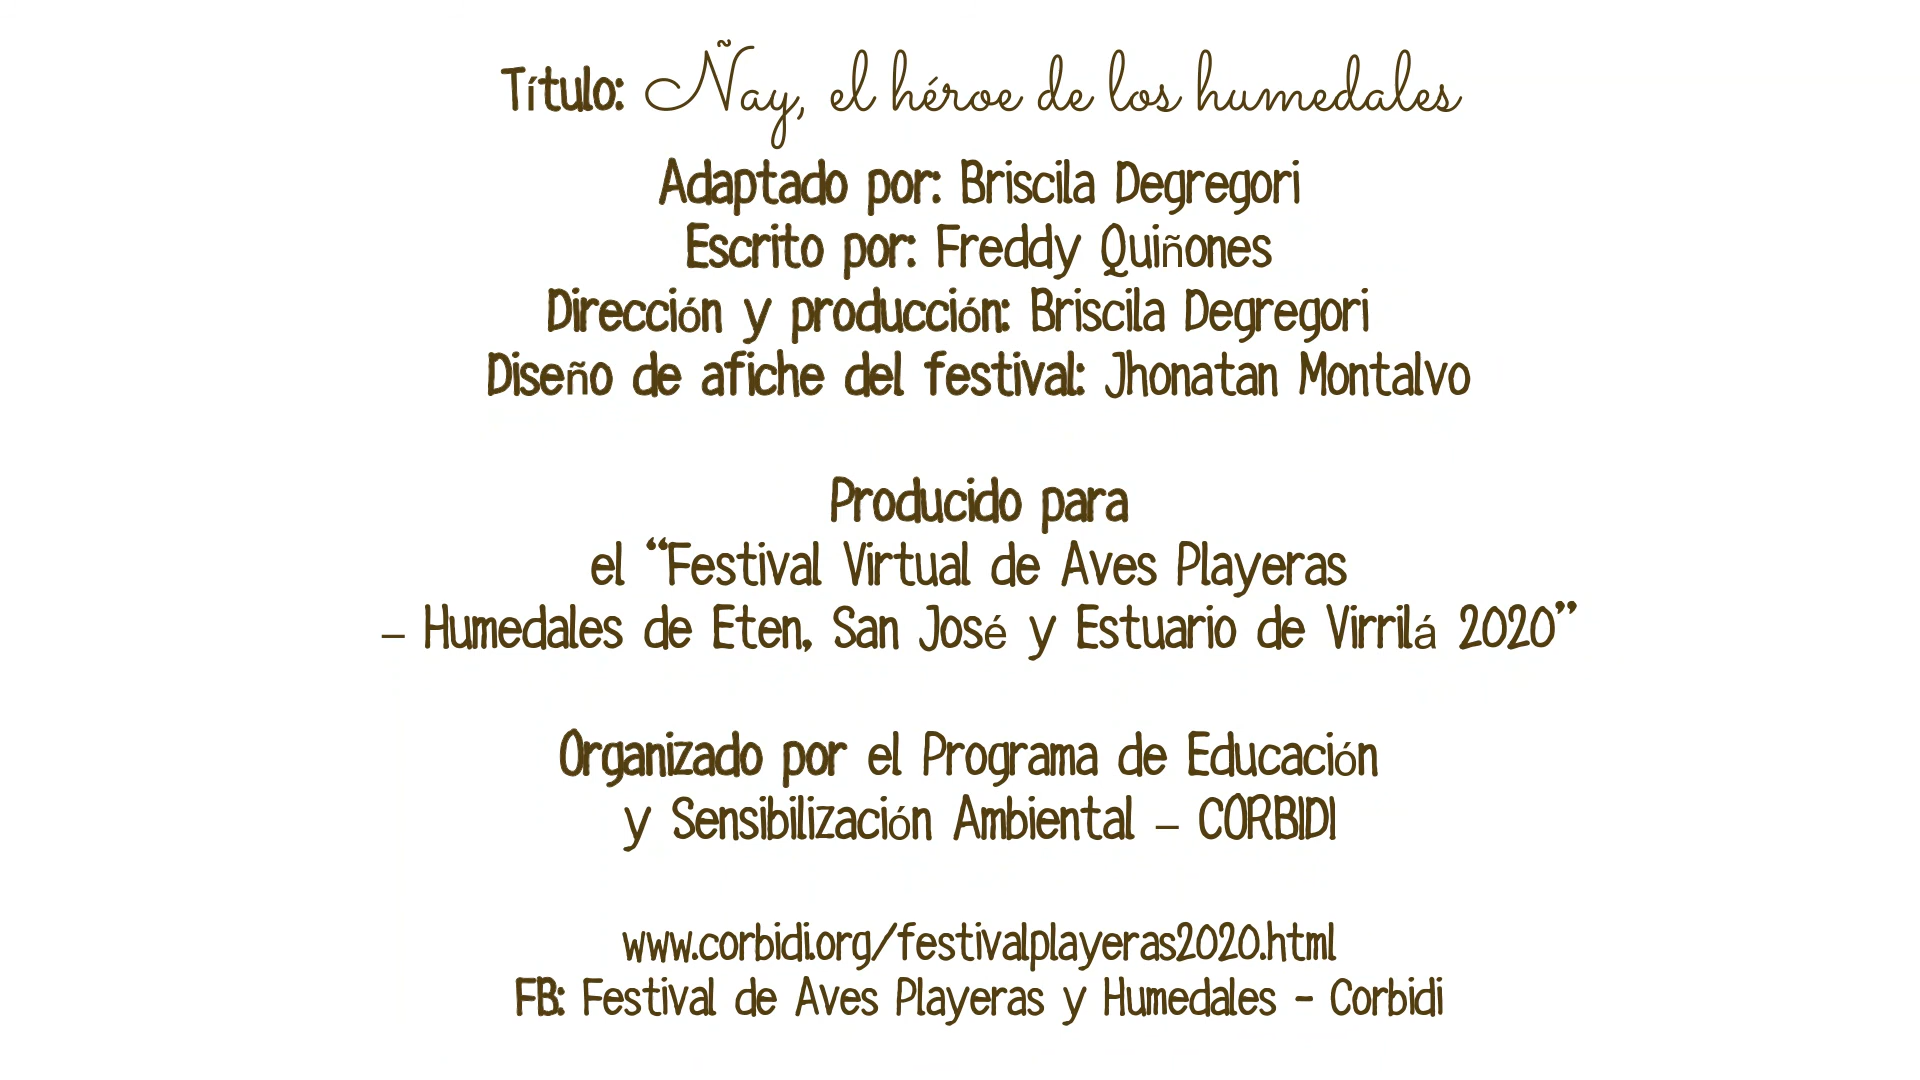 Título: Ñay, el héroe de los humedales
Adaptado por: Briscila Degregori
Escrito por: Freddy Quiñones
Dirección y producción: Briscila Degregori
Diseño de afiche del festival: Jhonatan Montalvo
Producido para
el “Festival Virtual de Aves Playeras
– Humedales de Eten, San José y Estuario de Virrilá 2020”
Organizado por el Programa de Educación
y Sensibilización Ambiental – CORBIDI
www.corbidi.org/festivalplayeras2020.html
FB: Festival de Aves Playeras y Humedales - Corbidi